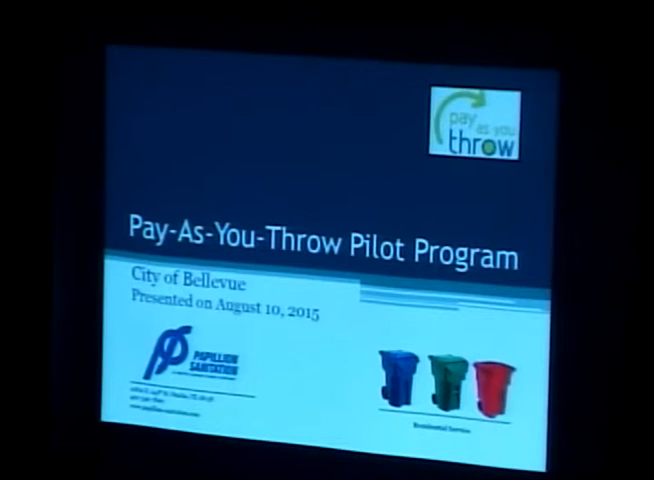 pay
as you
throw
Pay-As-You-Throw Pilot Program
City of Bellevue
Presented on August 10, 2015
PAPILLION
SANITATION
Residential Service